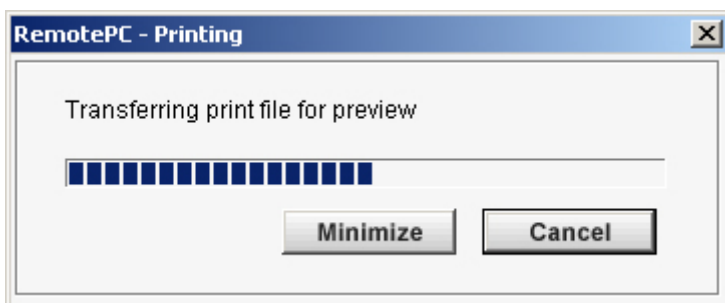 RemotePC - Printing
Transferring print file for preview
Minimize Cancel